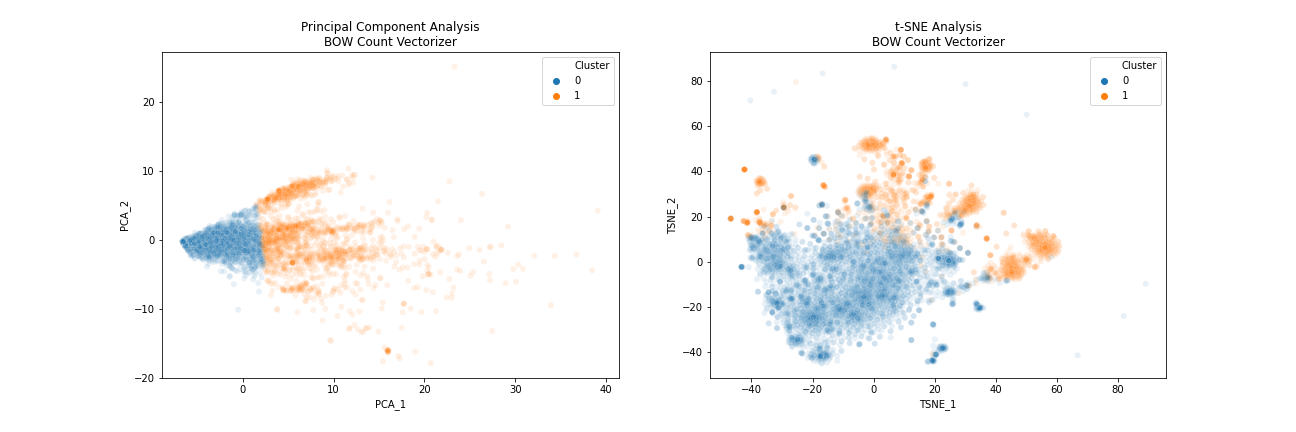 Principal Component Analysis
BOW Count Vectorizer
Cluster
0
1
20
10
0
−10
−20
PCA_2
0
10
20
30
40
PCA_1
t-SNE Analysis
BOW Count Vectorizer
Cluster
0
1
80
60
40
20
0
−20
−40
TSNE_2
−40
−20
0
20
40
60
80
TSNE_1